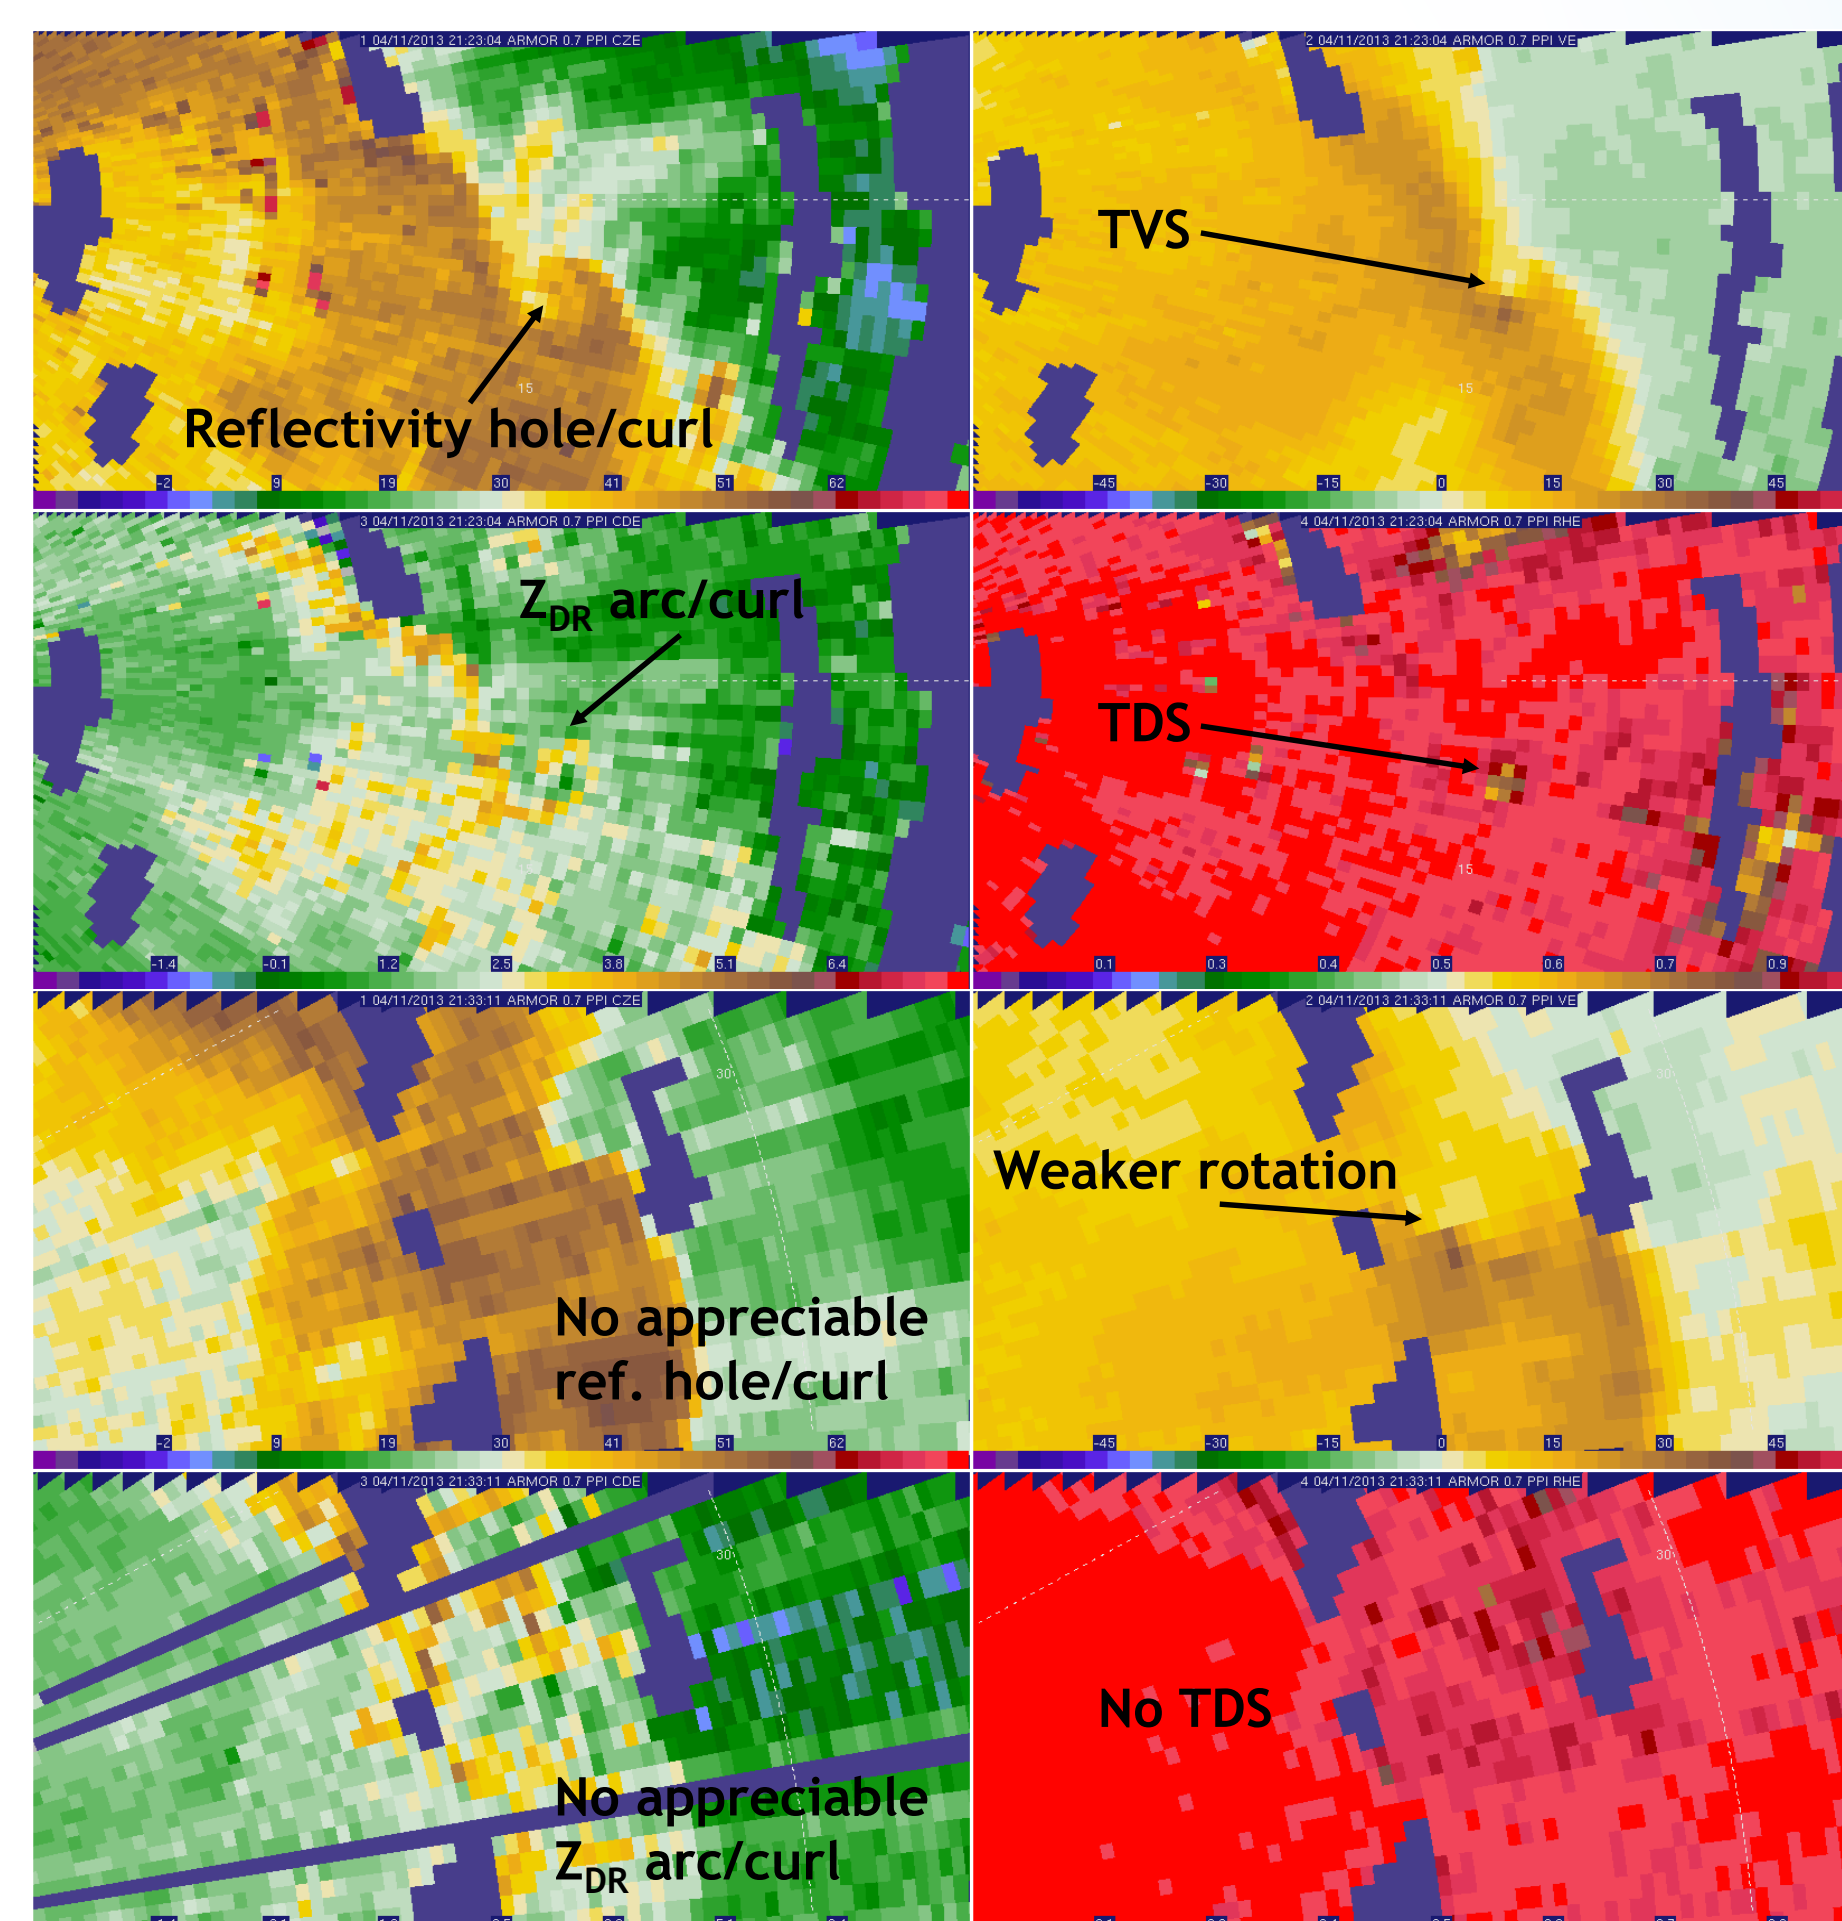 1 04/11/2013 21:23:04 ARMOR 0.7 PPI CZE
Reflectivity hole/curl
15
-2 9 19 30 41 51 62
2 04/11/2013 21:23:04 ARMOR 0.7 PPI VE
TVS
15
-45 -30 -15 0 15 30 45
3 04/11/2013 21:23:04 ARMOR 0.7 PPI CDE
ZDR arc/curl
-1.4 -0.1 1.2 2.5 3.8 5.1 6.4
4 04/11/2013 21:23:04 ARMOR 0.7 PPI RHE
TDS
15
0.1 0.3 0.4 0.5 0.6 0.7 0.9
1 04/11/2013 21:33:11 ARMOR 0.7 PPI CZE
30
No appreciable
ref. hole/curl
-2 9 19 30 41 51 62
2 04/11/2013 21:33:11 ARMOR 0.7 PPI VE
30
Weaker rotation
-45 -30 -15 0 15 30 45
3 04/11/2013 21:33:11 ARMOR 0.7 PPI CDE
30
No appreciable
ZDR arc/curl
4 04/11/2013 21:33:11 ARMOR 0.7 PPI RHE
30
No TDS